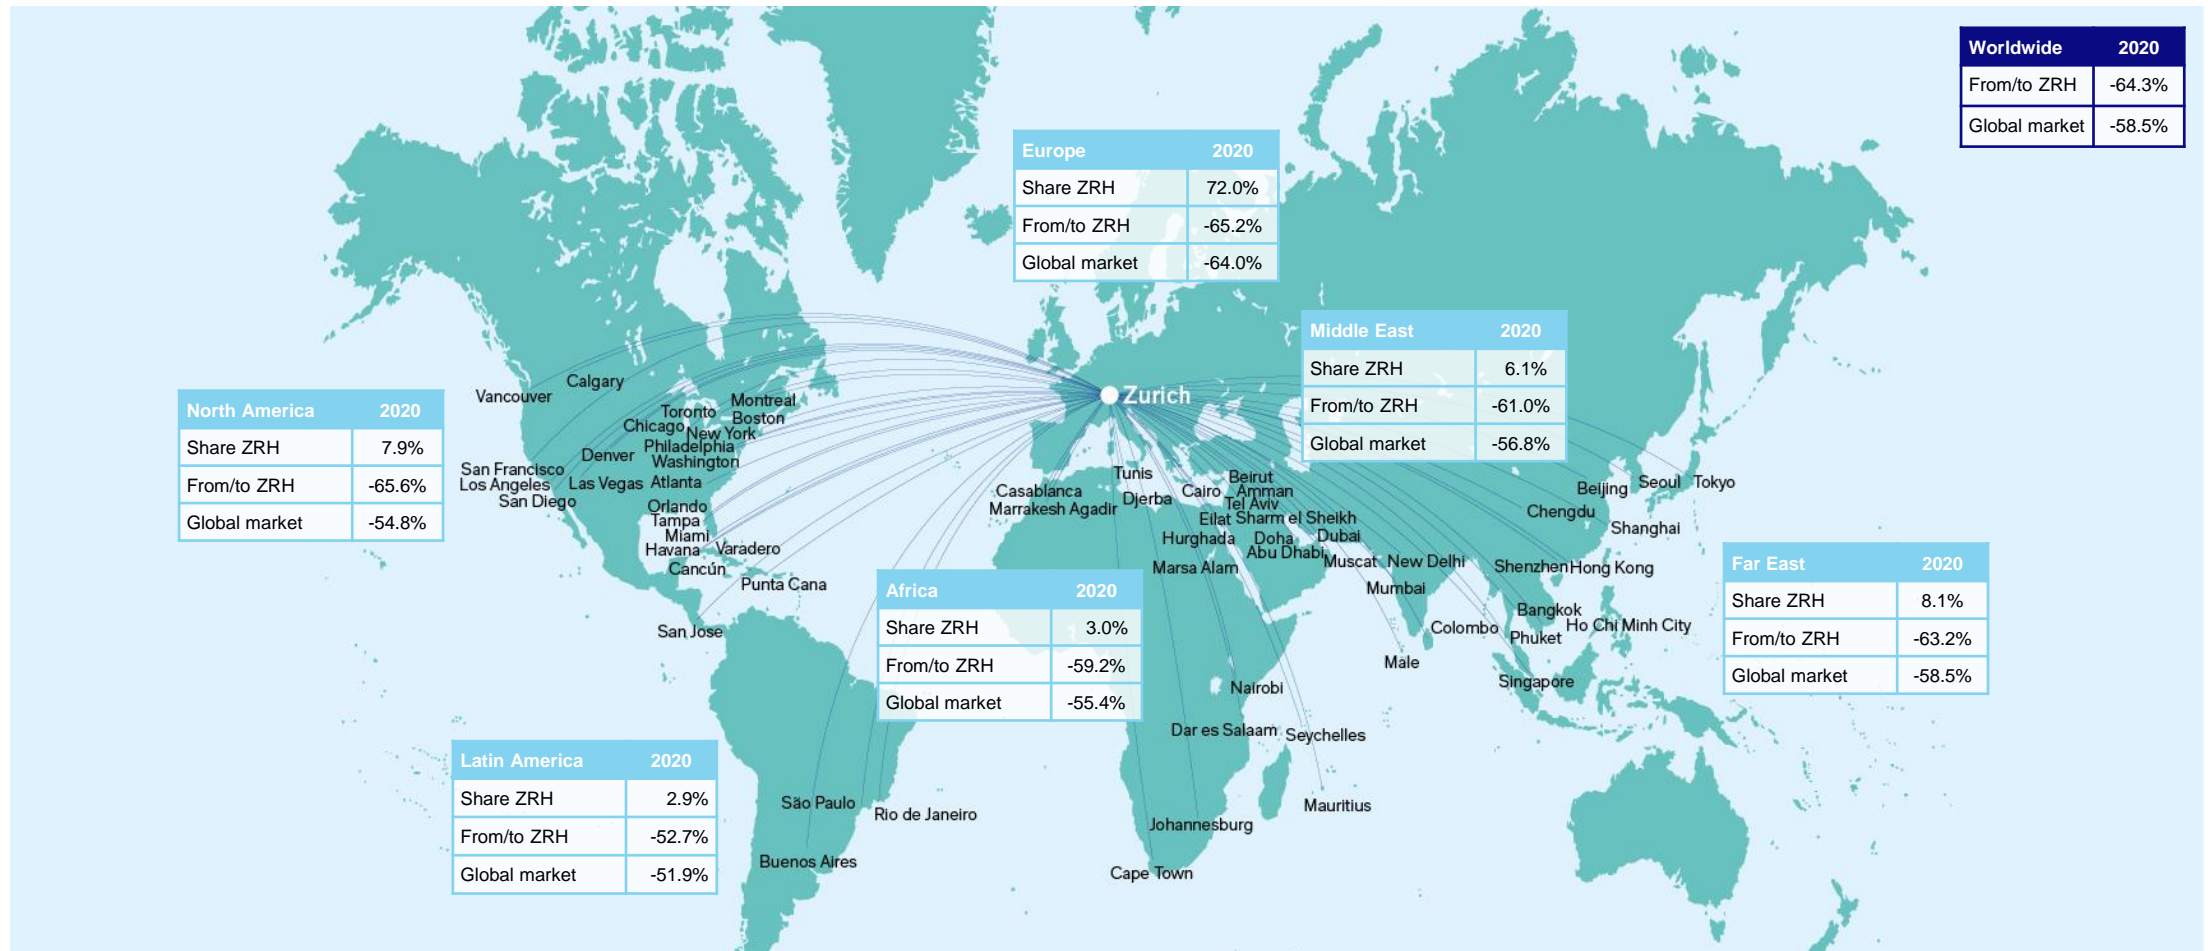 Worldwide 2020
From/to ZRH -64.3%
Global market -58.5%
Europe 2020
Share ZRH 72.0%
From/to ZRH -65.2%
Global market -64.0%
Middle East 2020
Share ZRH 6.1%
From/to ZRH -61.0%
Global market -56.8%
North America 2020
Share ZRH 7.9%
From/to ZRH -65.6%
Global market -54.8%
Far East 2020
Share ZRH 8.1%
From/to ZRH -63.2%
Global market -58.5%
Africa 2020
Share ZRH 3.0%
From/to ZRH -59.2%
Global market -55.4%
Latin America 2020
Share ZRH 2.9%
From/to ZRH -52.7%
Global market -51.9%
Zurich
Vancouver
Calgary
Montreal
Toronto
Boston
Chicago
New York
Philadelphia
Denver
Washington
San Francisco
Los Angeles
Las Vegas
Atlanta
San Diego
Orlando
Tampa
Miami
Havana
Varadero
Cancún
Punta Cana
San Jose
São Paulo
Rio de Janeiro
Buenos Aires
Tunis
Casablanca
Djerba
Marrakesh Agadir
Cairo
Beirut
Amman
Tel Aviv
Eilat Sharm el Sheikh
Hurghada
Doha
Dubai
Abu Dhabi
Marsa Alam
Muscat
New Delhi
Mumbai
Colombo
Male
Nairobi
Dar es Salaam
Seychelles
Mauritius
Johannesburg
Cape Town
Beijing
Seoul
Tokyo
Chengdu
Shanghai
Shenzhen
Hong Kong
Bangkok
Ho Chi Minh City
Phuket
Singapore